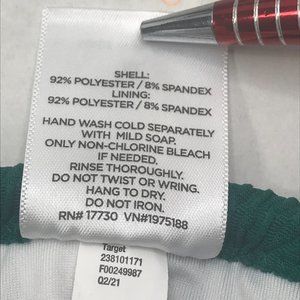 SHELL:
92% POLYESTER / 8% SPANDEX
LINING:
92% POLYESTER / 8% SPANDEX
HAND WASH COLD SEPARATELY
WITH MILD SOAP.
ONLY NON-CHLORINE BLEACH
IF NEEDED.
RINSE THOROUGHLY.
DO NOT TWIST OR WRING.
HANG TO DRY.
DO NOT IRON.
RN# 17730 VN#1975188
Target
238101171
F00249987
Q2/21